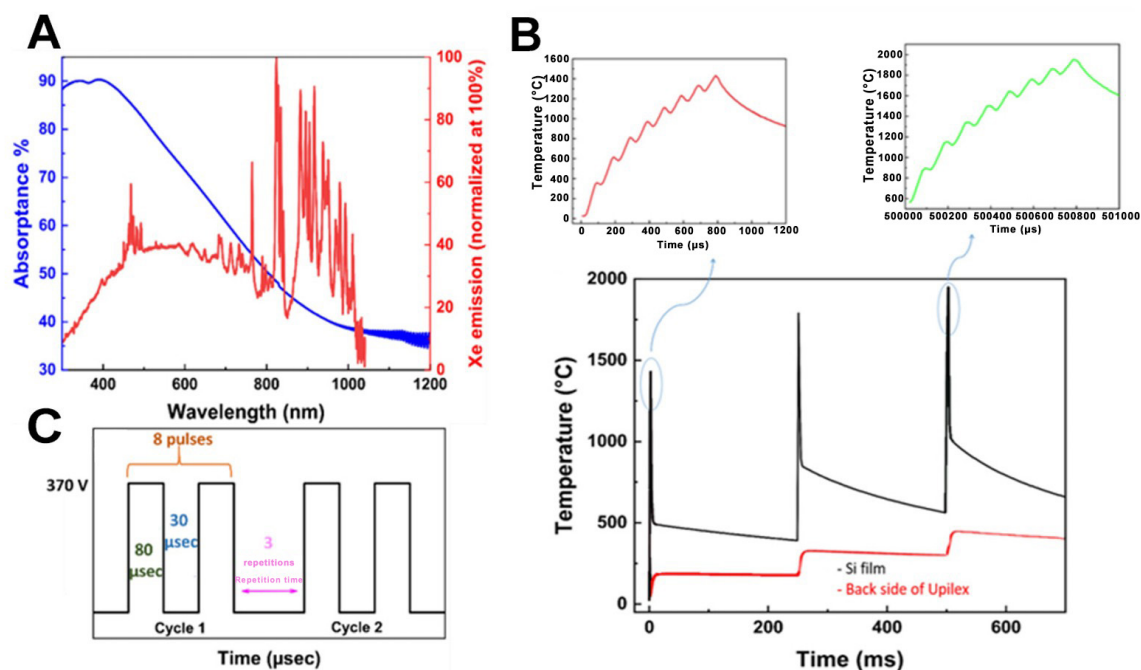 A
Absorptance %
90
80
70
60
50
40
30
400
600
800
1000
1200
Wavelength (nm)
100
80
60
40
20
0
Xe emission (normalized at 100%)
B
Temperature (°C)
1600
1400
1200
1000
800
600
400
200
0
0 200 400 600 800 1000 1200
Time (µs)
Temperature (°C)
2000
1800
1600
1400
1200
1000
800
600
500000 500200 500400 500600 500800 501000
Time (µs)
Temperature (°C)
2000
1500
1000
500
0
- Si film
- Back side of Upilex
0 200 400 600
Time (ms)
C
8 pulses
370 V
30
µsec
80
µsec
3
repetitions
Repetition time
Cycle 1
Cycle 2
Time (µsec)